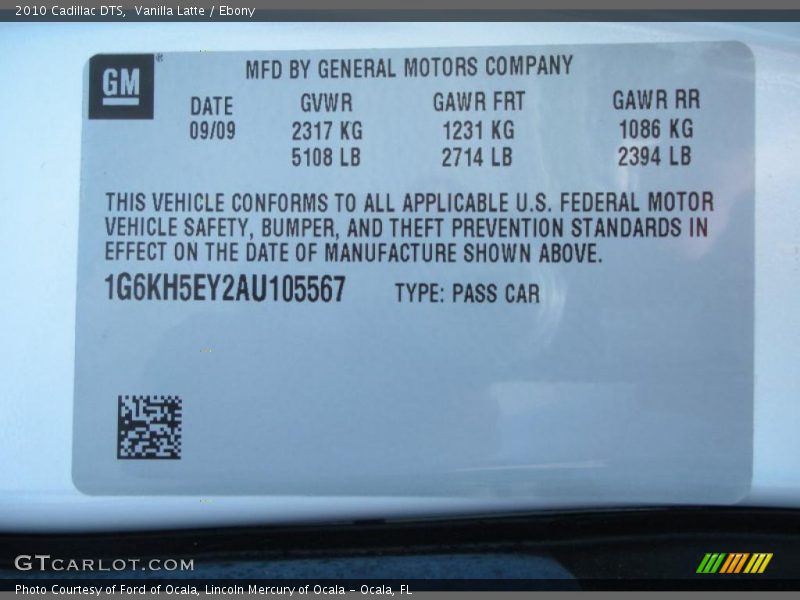 2010 Cadillac DTS, Vanilla Latte / Ebony
GM ®
MFD BY GENERAL MOTORS COMPANY
DATE GVWR GAWR FRT GAWR RR
09/09 2317 KG 1231 KG 1086 KG
5108 LB 2714 LB 2394 LB
THIS VEHICLE CONFORMS TO ALL APPLICABLE U.S. FEDERAL MOTOR
VEHICLE SAFETY, BUMPER, AND THEFT PREVENTION STANDARDS IN
EFFECT ON THE DATE OF MANUFACTURE SHOWN ABOVE.
1G6KH5EY2AU105567 TYPE: PASS CAR
GTCARLOT.COM
Photo Courtesy of Ford of Ocala, Lincoln Mercury of Ocala - Ocala, FL